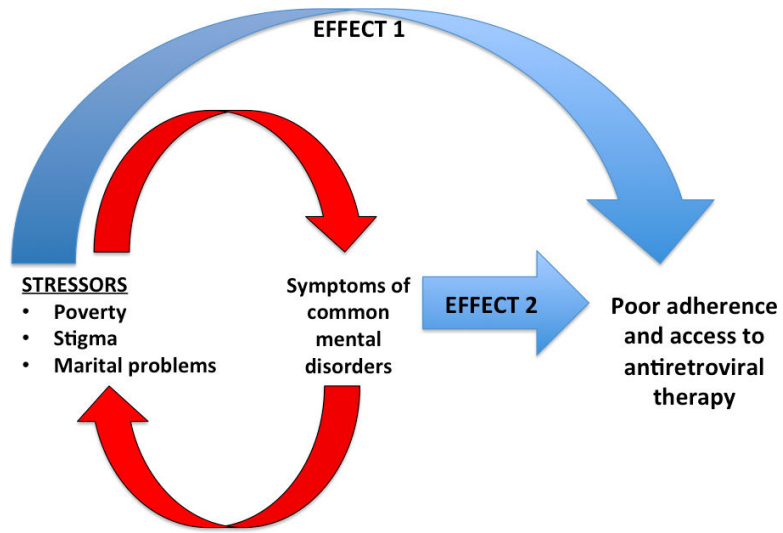 EFFECT 1
STRESSORS
• Poverty
• Stigma
• Marital problems
Symptoms of
common
mental
disorders
EFFECT 2
Poor adherence
and access to
antiretroviral
therapy